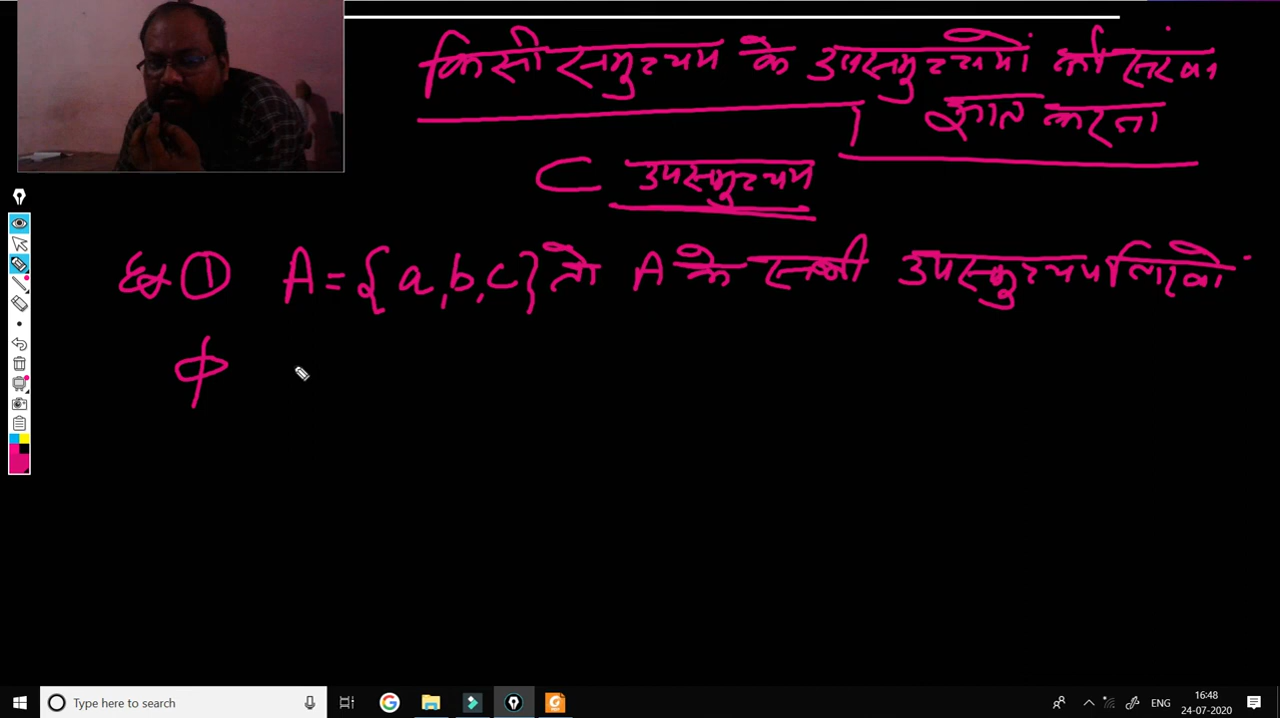 किसी समुच्चय के उपसमुच्चयों की संख्या
ज्ञात करना
⊂ उपसमुच्चय
Ex ① A = {a, b, c} तो A के सभी उपसमुच्चय लिखो
ϕ
Type here to search
ENG
16:48
24-07-2020